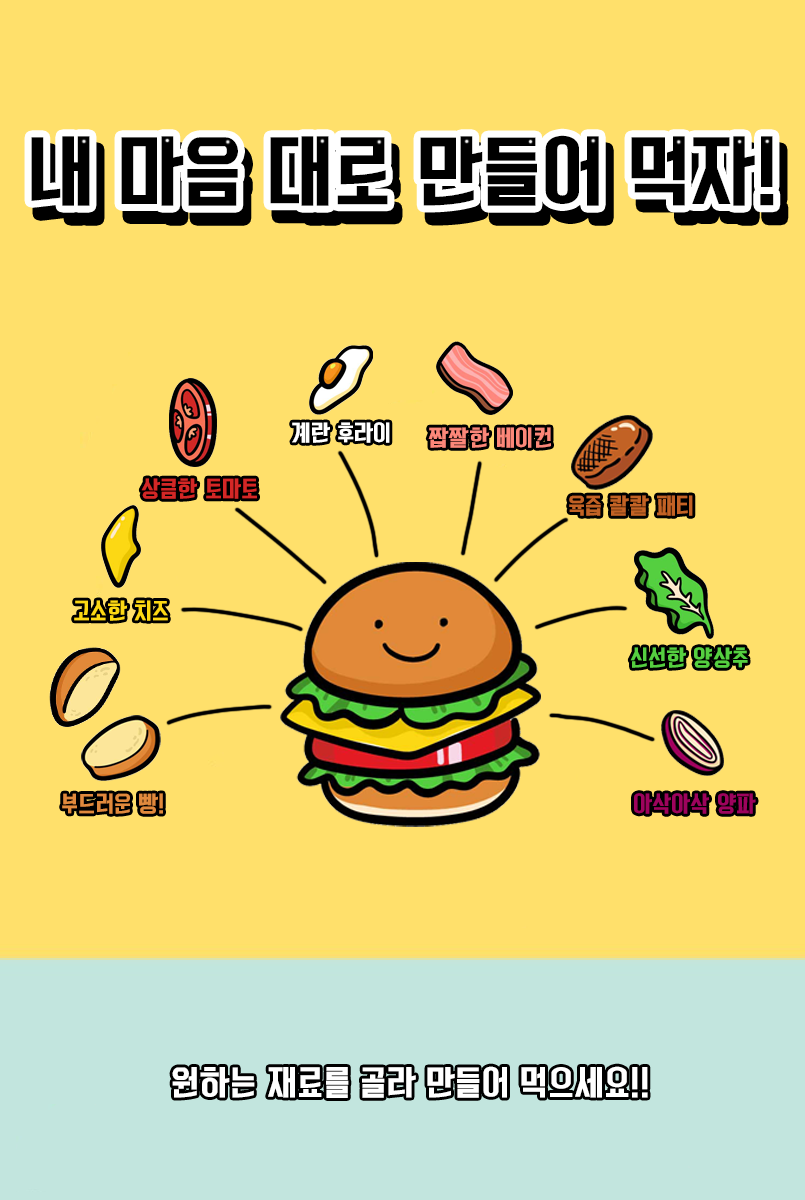 내 마음 대로 만들어 먹자!
계란 후라이
짭짤한 베이컨
상큼한 토마토
육즙 콸콸 패티
고소한 치즈
신선한 양상추
부드러운 빵!
아삭아삭 양파
원하는 재료를 골라 만들어 먹으세요!!